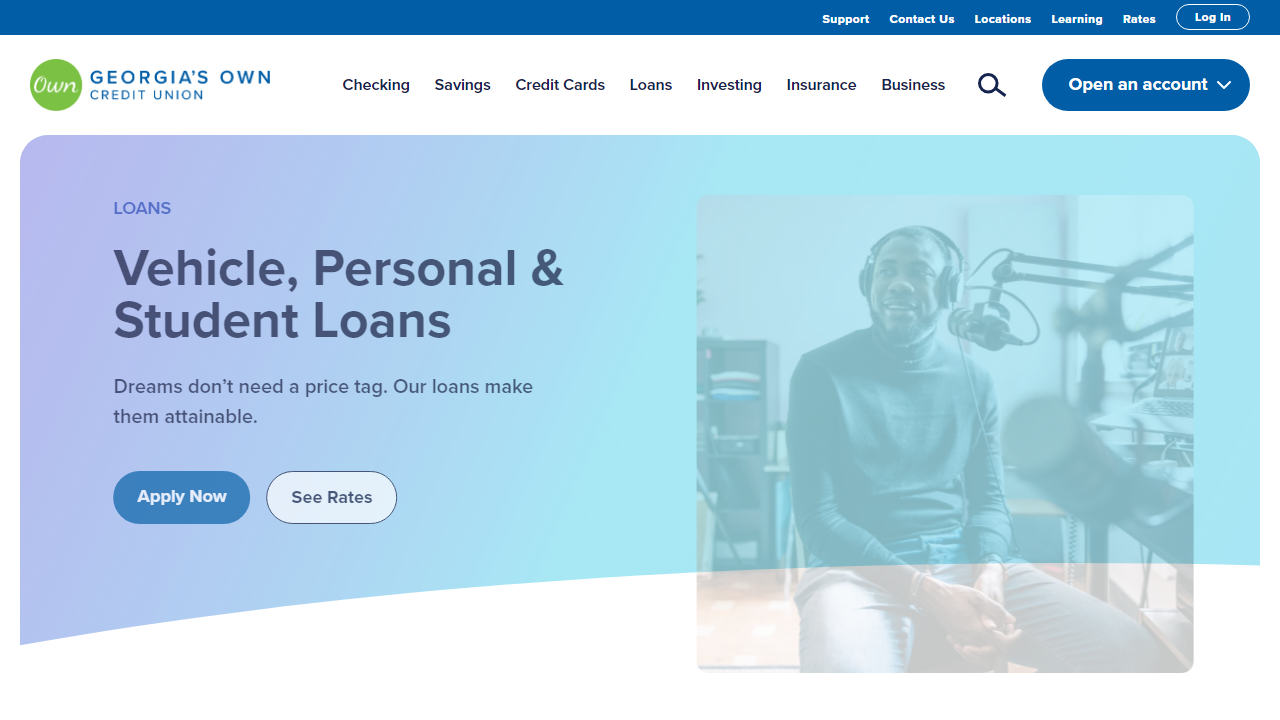 Support Contact Us Locations Learning Rates Log In
Own GEORGIA'S OWN
CREDIT UNION
Checking Savings Credit Cards Loans Investing Insurance Business Open an account
LOANS
Vehicle, Personal &
Student Loans
Dreams don’t need a price tag. Our loans make
them attainable.
Apply Now See Rates